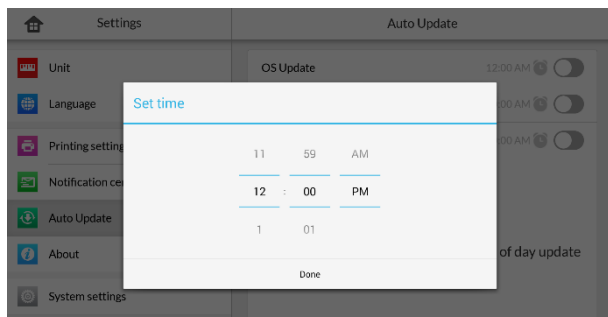 Settings
Auto Update
Unit
OS Update
12:00 AM
Language
Set time
:00 AM
Printing setting
:00 AM
11 59 AM
Notification ce
12 : 00 PM
Auto Update
1 01
About
of day update
Done
System settings